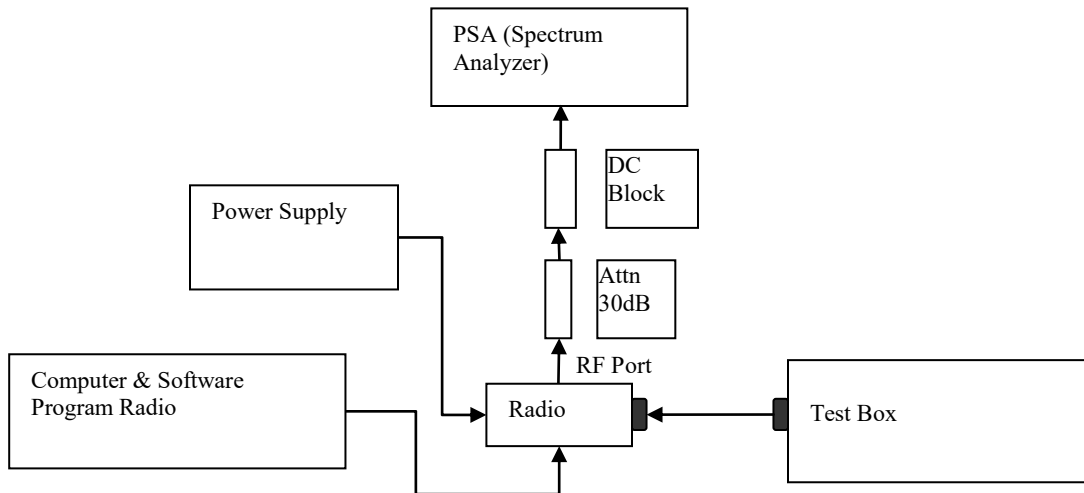 PSA (Spectrum
Analyzer)
DC
Block
Power Supply
Attn
30dB
RF Port
Computer & Software
Program Radio
Radio
Test Box